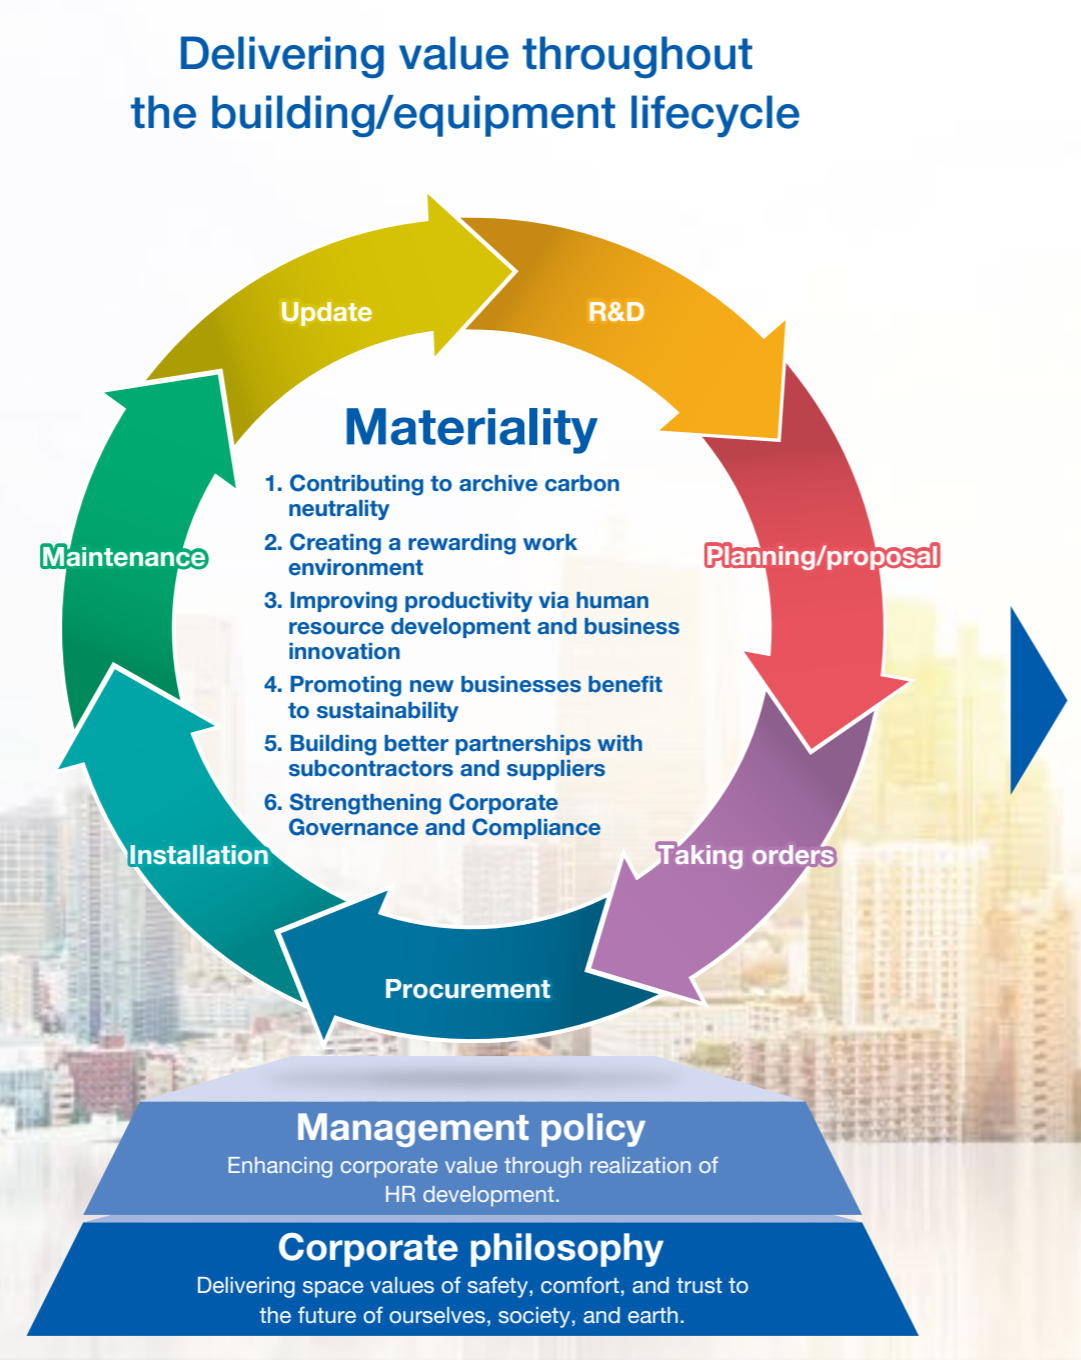 Delivering value throughout
the building/equipment lifecycle
Update
R&D
Materiality
1. Contributing to archive carbon
neutrality
2. Creating a rewarding work
environment
3. Improving productivity via human
resource development and business
innovation
4. Promoting new businesses benefit
to sustainability
5. Building better partnerships with
subcontractors and suppliers
6. Strengthening Corporate
Governance and Compliance
Maintenance
Planning/proposal
Installation
Taking orders
Procurement
Management policy
Enhancing corporate value through realization of
HR development.
Corporate philosophy
Delivering space values of safety, comfort, and trust to
the future of ourselves, society, and earth.